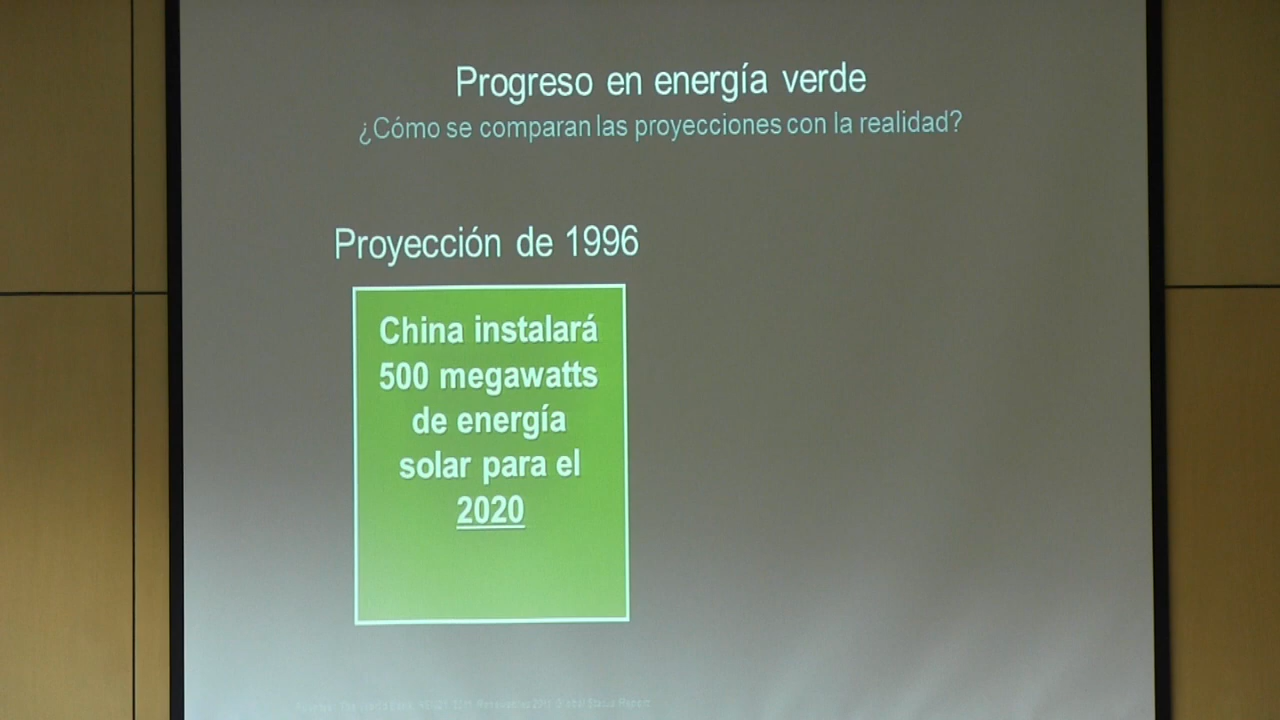 Progreso en energía verde
¿Cómo se comparan las proyecciones con la realidad?
Proyección de 1996
China instalará
500 megawatts
de energía
solar para el
2020